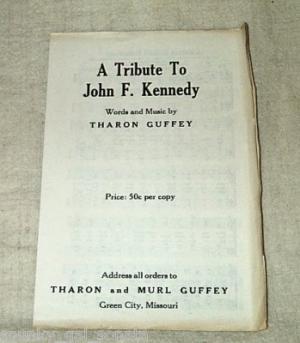 A Tribute To
John F. Kennedy
Words and Music by
THARON GUFFEY
Price: 50c per copy
Address all orders to
THARON and MURL GUFFEY
Green City, Missouri